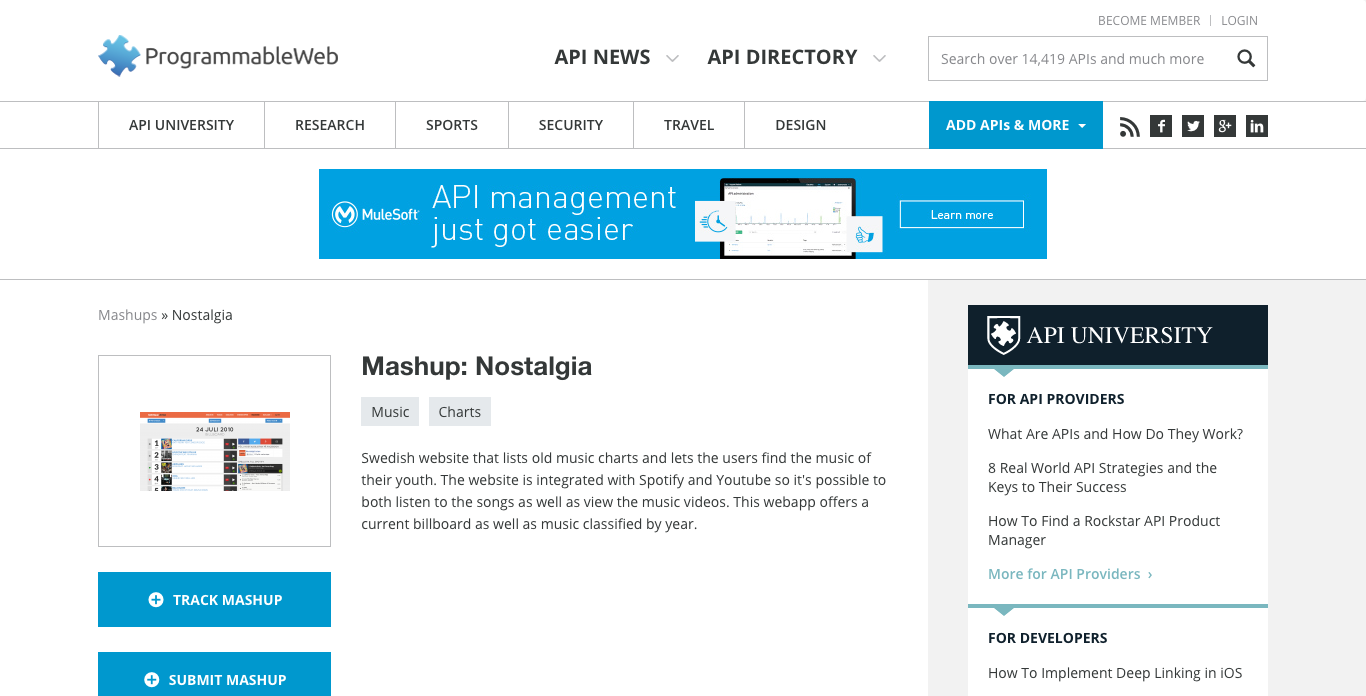 BECOME MEMBER | LOGIN
ProgrammableWeb
API NEWS
API DIRECTORY
Search over 14,419 APIs and much more
API UNIVERSITY
RESEARCH
SPORTS
SECURITY
TRAVEL
DESIGN
ADD APIs & MORE
MuleSoft
API management
just got easier
Learn more
Mashups » Nostalgia
24 JULI 2010
1
2
3
4
Mashup: Nostalgia
Music
Charts
Swedish website that lists old music charts and lets the users find the music of
their youth. The website is integrated with Spotify and Youtube so it's possible to
both listen to the songs as well as view the music videos. This webapp offers a
current billboard as well as music classified by year.
TRACK MASHUP
SUBMIT MASHUP
API UNIVERSITY
FOR API PROVIDERS
What Are APIs and How Do They Work?
8 Real World API Strategies and the
Keys to Their Success
How To Find a Rockstar API Product
Manager
More for API Providers ›
FOR DEVELOPERS
How To Implement Deep Linking in iOS